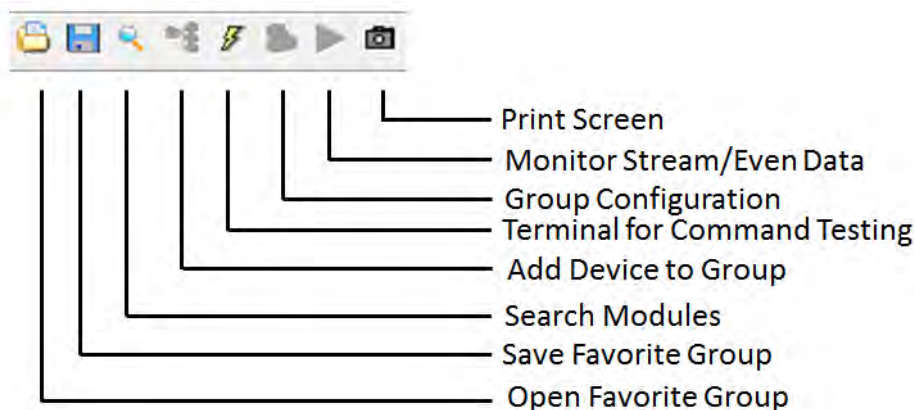 Print Screen
Monitor Stream/Even Data
Group Configuration
Terminal for Command Testing
Add Device to Group
Search Modules
Save Favorite Group
Open Favorite Group